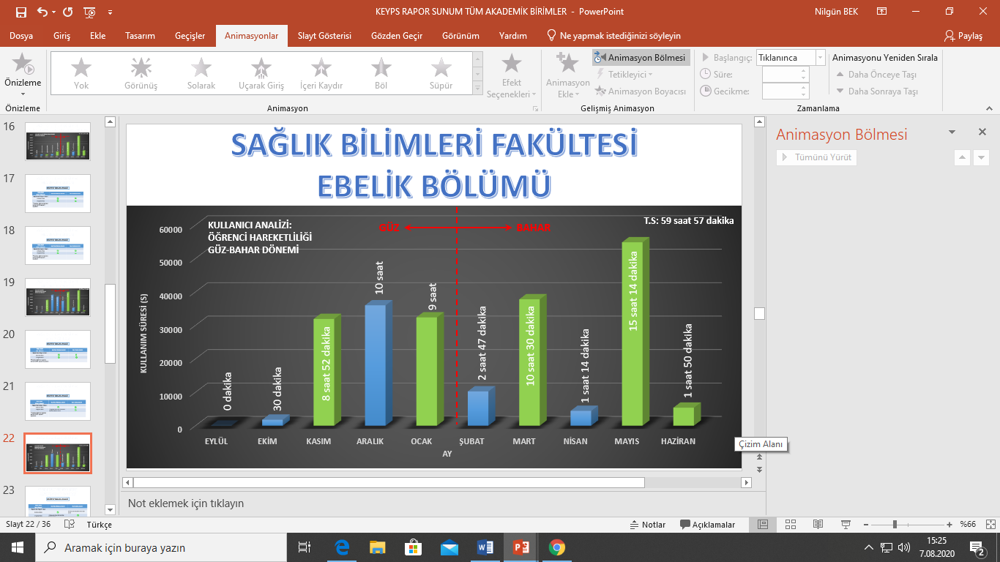 KEYPS RAPOR SUNUM TÜM AKADEMİK BİRİMLER - PowerPoint
Nilgün BEK
Dosya Giriş Ekle Tasarım Geçişler Animasyonlar Slayt Gösterisi Gözden Geçir Görünüm Yardım Ne yapmak istediğinizi söyleyin Paylaş
Önizleme
Yok Görünüş Solarak Uçarak Giriş İçeri Kaydır Böl Süpür
Efekt Seçenekleri
Animasyon Ekle
Animasyon Bölmesi
Tetikleyici
Animasyon Boyacısı
Başlangıç: Tıklanınca
Süre:
Gecikme:
Animasyonu Yeniden Sırala
Daha Önceye Taşı
Daha Sonraya Taşı
Önizleme Animasyon Gelişmiş Animasyon Zamanlama
16
17
18
19
20
21
22
23
SAĞLIK BİLİMLERİ FAKÜLTESİ
EBELİK BÖLÜMÜ
KULLANICI ANALİZİ:
ÖĞRENCİ HAREKETLİLİĞİ
GÜZ-BAHAR DÖNEMİ
GÜZ BAHAR
T.S: 59 saat 57 dakika
KULLANIM SÜRESİ (S)
60000
50000
40000
30000
20000
10000
0
0 dakika
30 dakika
8 saat 52 dakika
10 saat
9 saat
2 saat 47 dakika
10 saat 30 dakika
1 saat 14 dakika
15 saat 14 dakika
1 saat 50 dakika
EYLÜL EKİM KASIM ARALIK OCAK ŞUBAT MART NİSAN MAYIS HAZİRAN
AY
Çizim Alanı
Animasyon Bölmesi
Tümünü Yürüt
Not eklemek için tıklayın
Slayt 22 / 36 Türkçe Notlar Açıklamalar %66
Aramak için buraya yazın
15:25
7.08.2020
2